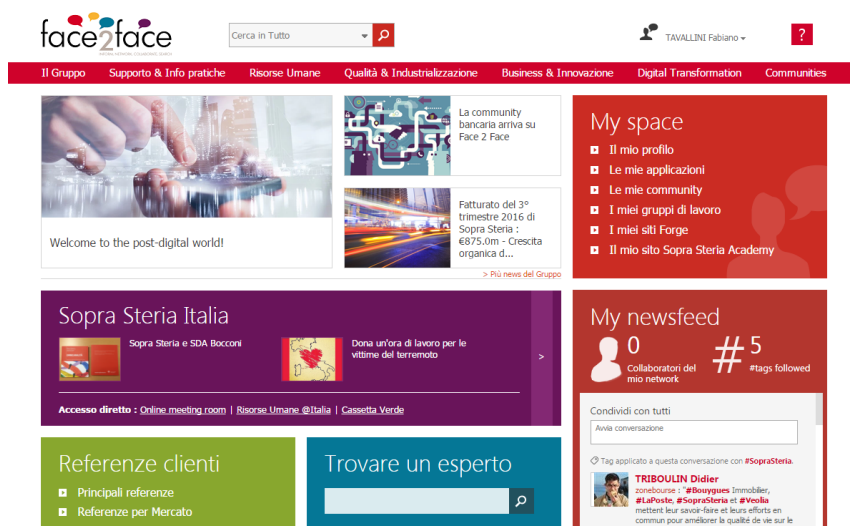 face2face
Cerca in Tutto
TAVALLINI Fabiano
?
Il Gruppo
Supporto & Info pratiche
Risorse Umane
Qualità & Industrializzazione
Business & Innovazione
Digital Transformation
Communities
Welcome to the post-digital world!
La community
bancaria arriva su
Face 2 Face
Fatturato del 3°
trimestre 2016 di
Sopra Steria :
€875.0m - Crescita
organica d...
> Più news del Gruppo
My space
Il mio profilo
Le mie applicazioni
Le mie community
I miei gruppi di lavoro
I miei siti Forge
Il mio sito Sopra Steria Academy
Sopra Steria Italia
Sopra Steria e SDA Bocconi
Dona un'ora di lavoro per le
vittime del terremoto
>
Accesso diretto : Online meeting room | Risorse Umane @Italia | Cassetta Verde
My newsfeed
0
Collaboratori del
mio network
# 5
#tags followed
Condividi con tutti
Avvia conversazione
Tag applicato a questa conversazione con #SopraSteria.
TRIBOULIN Didier
zonebourse : "#Bouygues Immobilier,
#LaPoste, #SopraSteria et #Veolia
mettent leur savoir-faire et leurs efforts en
commun pour améliorer la qualité de vie sur le
Referenze clienti
Principali referenze
Referenze per Mercato
Trovare un esperto